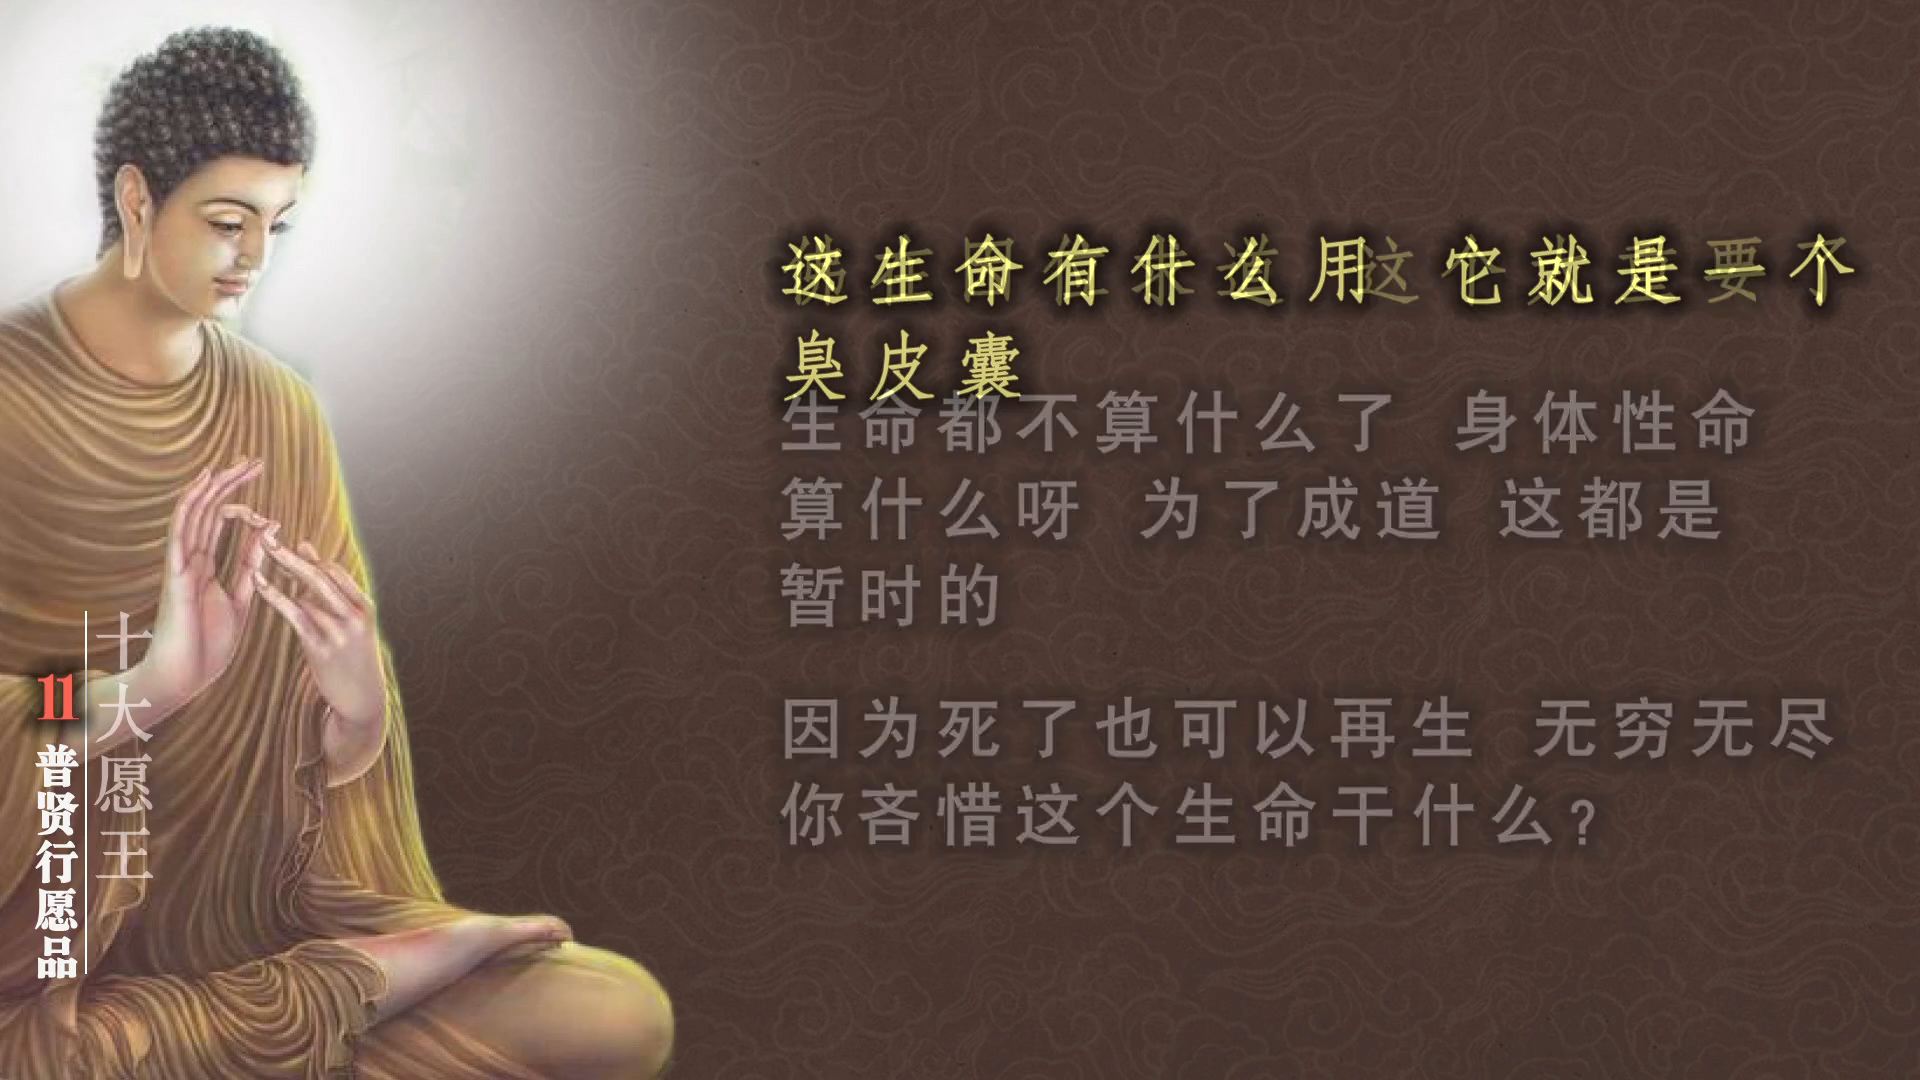 这生命有什么用 它就是一个
臭皮囊
生命都不算什么了 身体性命
算什么呀 为了成道 这都是
暂时的
因为死了也可以再生 无穷无尽
你吝惜这个生命干什么？
十大愿王
11
普贤行愿品